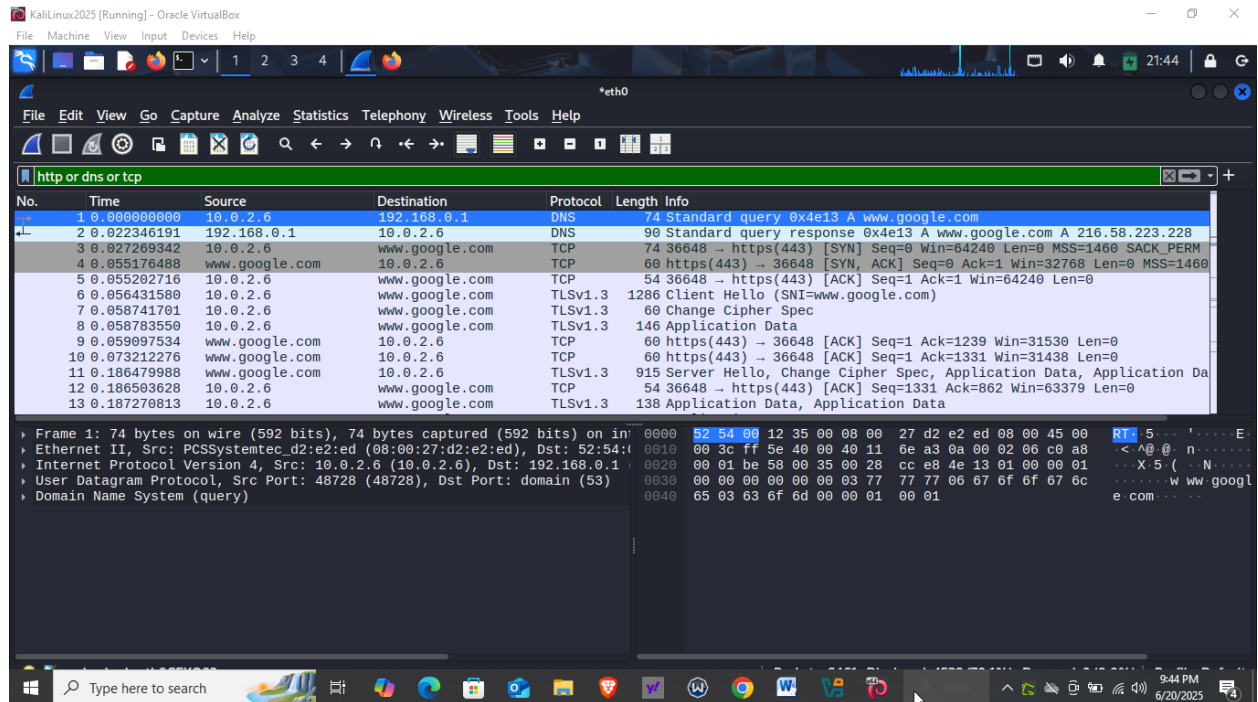 KaliLinux2025 [Running] - Oracle VirtualBox
File Machine View Input Devices Help
1 2 3 4 21:44
*eth0
File Edit View Go Capture Analyze Statistics Telephony Wireless Tools Help
http or dns or tcp
No. Time Source Destination Protocol Length Info
1 0.000000000 10.0.2.6 192.168.0.1 DNS 74 Standard query 0x4e13 A www.google.com
2 0.022346191 192.168.0.1 10.0.2.6 DNS 90 Standard query response 0x4e13 A www.google.com A 216.58.223.228
3 0.027269342 10.0.2.6 www.google.com TCP 74 36648 → https(443) [SYN] Seq=0 Win=64240 Len=0 MSS=1460 SACK_PERM
4 0.055176488 www.google.com 10.0.2.6 TCP 60 https(443) → 36648 [SYN, ACK] Seq=0 Ack=1 Win=32768 Len=0 MSS=1460
5 0.055202716 10.0.2.6 www.google.com TCP 54 36648 → https(443) [ACK] Seq=1 Ack=1 Win=64240 Len=0
6 0.056431580 10.0.2.6 www.google.com TLSv1.3 1286 Client Hello (SNI=www.google.com)
7 0.058741701 10.0.2.6 www.google.com TLSv1.3 60 Change Cipher Spec
8 0.058783550 10.0.2.6 www.google.com TLSv1.3 146 Application Data
9 0.059097534 www.google.com 10.0.2.6 TCP 60 https(443) → 36648 [ACK] Seq=1 Ack=1239 Win=31530 Len=0
10 0.073212276 www.google.com 10.0.2.6 TCP 60 https(443) → 36648 [ACK] Seq=1 Ack=1331 Win=31438 Len=0
11 0.186479988 www.google.com 10.0.2.6 TLSv1.3 915 Server Hello, Change Cipher Spec, Application Data, Application Da
12 0.186503628 10.0.2.6 www.google.com TCP 54 36648 → https(443) [ACK] Seq=1331 Ack=862 Win=63379 Len=0
13 0.187270813 10.0.2.6 www.google.com TLSv1.3 138 Application Data, Application Data
Frame 1: 74 bytes on wire (592 bits), 74 bytes captured (592 bits) on in
Ethernet II, Src: PCSSystemtec_d2:e2:ed (08:00:27:d2:e2:ed), Dst: 52:54:
Internet Protocol Version 4, Src: 10.0.2.6 (10.0.2.6), Dst: 192.168.0.1
User Datagram Protocol, Src Port: 48728 (48728), Dst Port: domain (53)
Domain Name System (query)
0000 52 54 00 12 35 00 08 00 27 d2 e2 ed 08 00 45 00 RT··5···'·····E·
0010 00 3c ff 5e 40 00 40 11 6e a3 0a 00 02 06 c0 a8 ·<·^@·@·n·······
0020 00 01 be 58 00 35 00 28 cc e8 4e 13 01 00 00 01 ···X·5·(··N·····
0030 00 00 00 00 00 00 03 77 77 77 06 67 6f 6f 67 6c ·······w ww·googl
0040 65 03 63 6f 6d 00 00 01 00 01 e·com·····
Type here to search
9:44 PM
6/20/2025
4